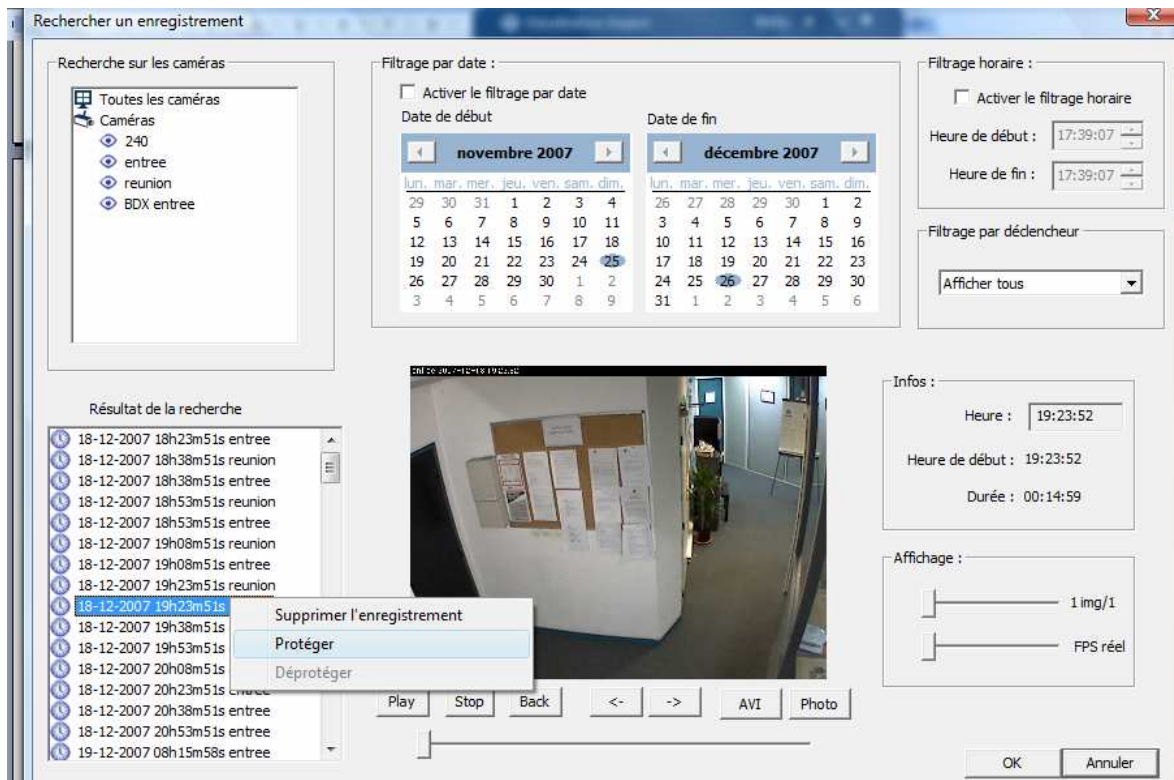 Rechercher un enregistrement
X
Recherche sur les caméras
Toutes les caméras
Caméras
240
entree
reunion
BDX entree
Filtrage par date :
Activer le filtrage par date
Date de début
novembre 2007
lun. mar. mer. jeu. ven. sam. dim.
29 30 31 1 2 3 4
5 6 7 8 9 10 11
12 13 14 15 16 17 18
19 20 21 22 23 24 25
26 27 28 29 30 1 2
3 4 5 6 7 8 9
Date de fin
décembre 2007
lun. mar. mer. jeu. ven. sam. dim.
26 27 28 29 30 1 2
3 4 5 6 7 8 9
10 11 12 13 14 15 16
17 18 19 20 21 22 23
24 25 26 27 28 29 30
31 1 2 3 4 5 6
Filtrage horaire :
Activer le filtrage horaire
Heure de début : 17:39:07
Heure de fin : 17:39:07
Filtrage par déclencheur
Afficher tous
Résultat de la recherche
18-12-2007 18h23m51s entree
18-12-2007 18h38m51s reunion
18-12-2007 18h38m51s entree
18-12-2007 18h53m51s reunion
18-12-2007 18h53m51s entree
18-12-2007 19h08m51s reunion
18-12-2007 19h08m51s entree
18-12-2007 19h23m51s reunion
18-12-2007 19h23m51s
18-12-2007 19h38m51s
18-12-2007 19h53m51s
18-12-2007 20h08m51s
18-12-2007 20h23m51s entree
18-12-2007 20h38m51s entree
18-12-2007 20h53m51s entree
19-12-2007 08h15m58s entree
Supprimer l'enregistrement
Protéger
Déprotéger
Play
Stop
Back
<-
->
AVI
Photo
Infos :
Heure : 19:23:52
Heure de début : 19:23:52
Durée : 00:14:59
Affichage :
1 img/1
FPS réel
OK
Annuler